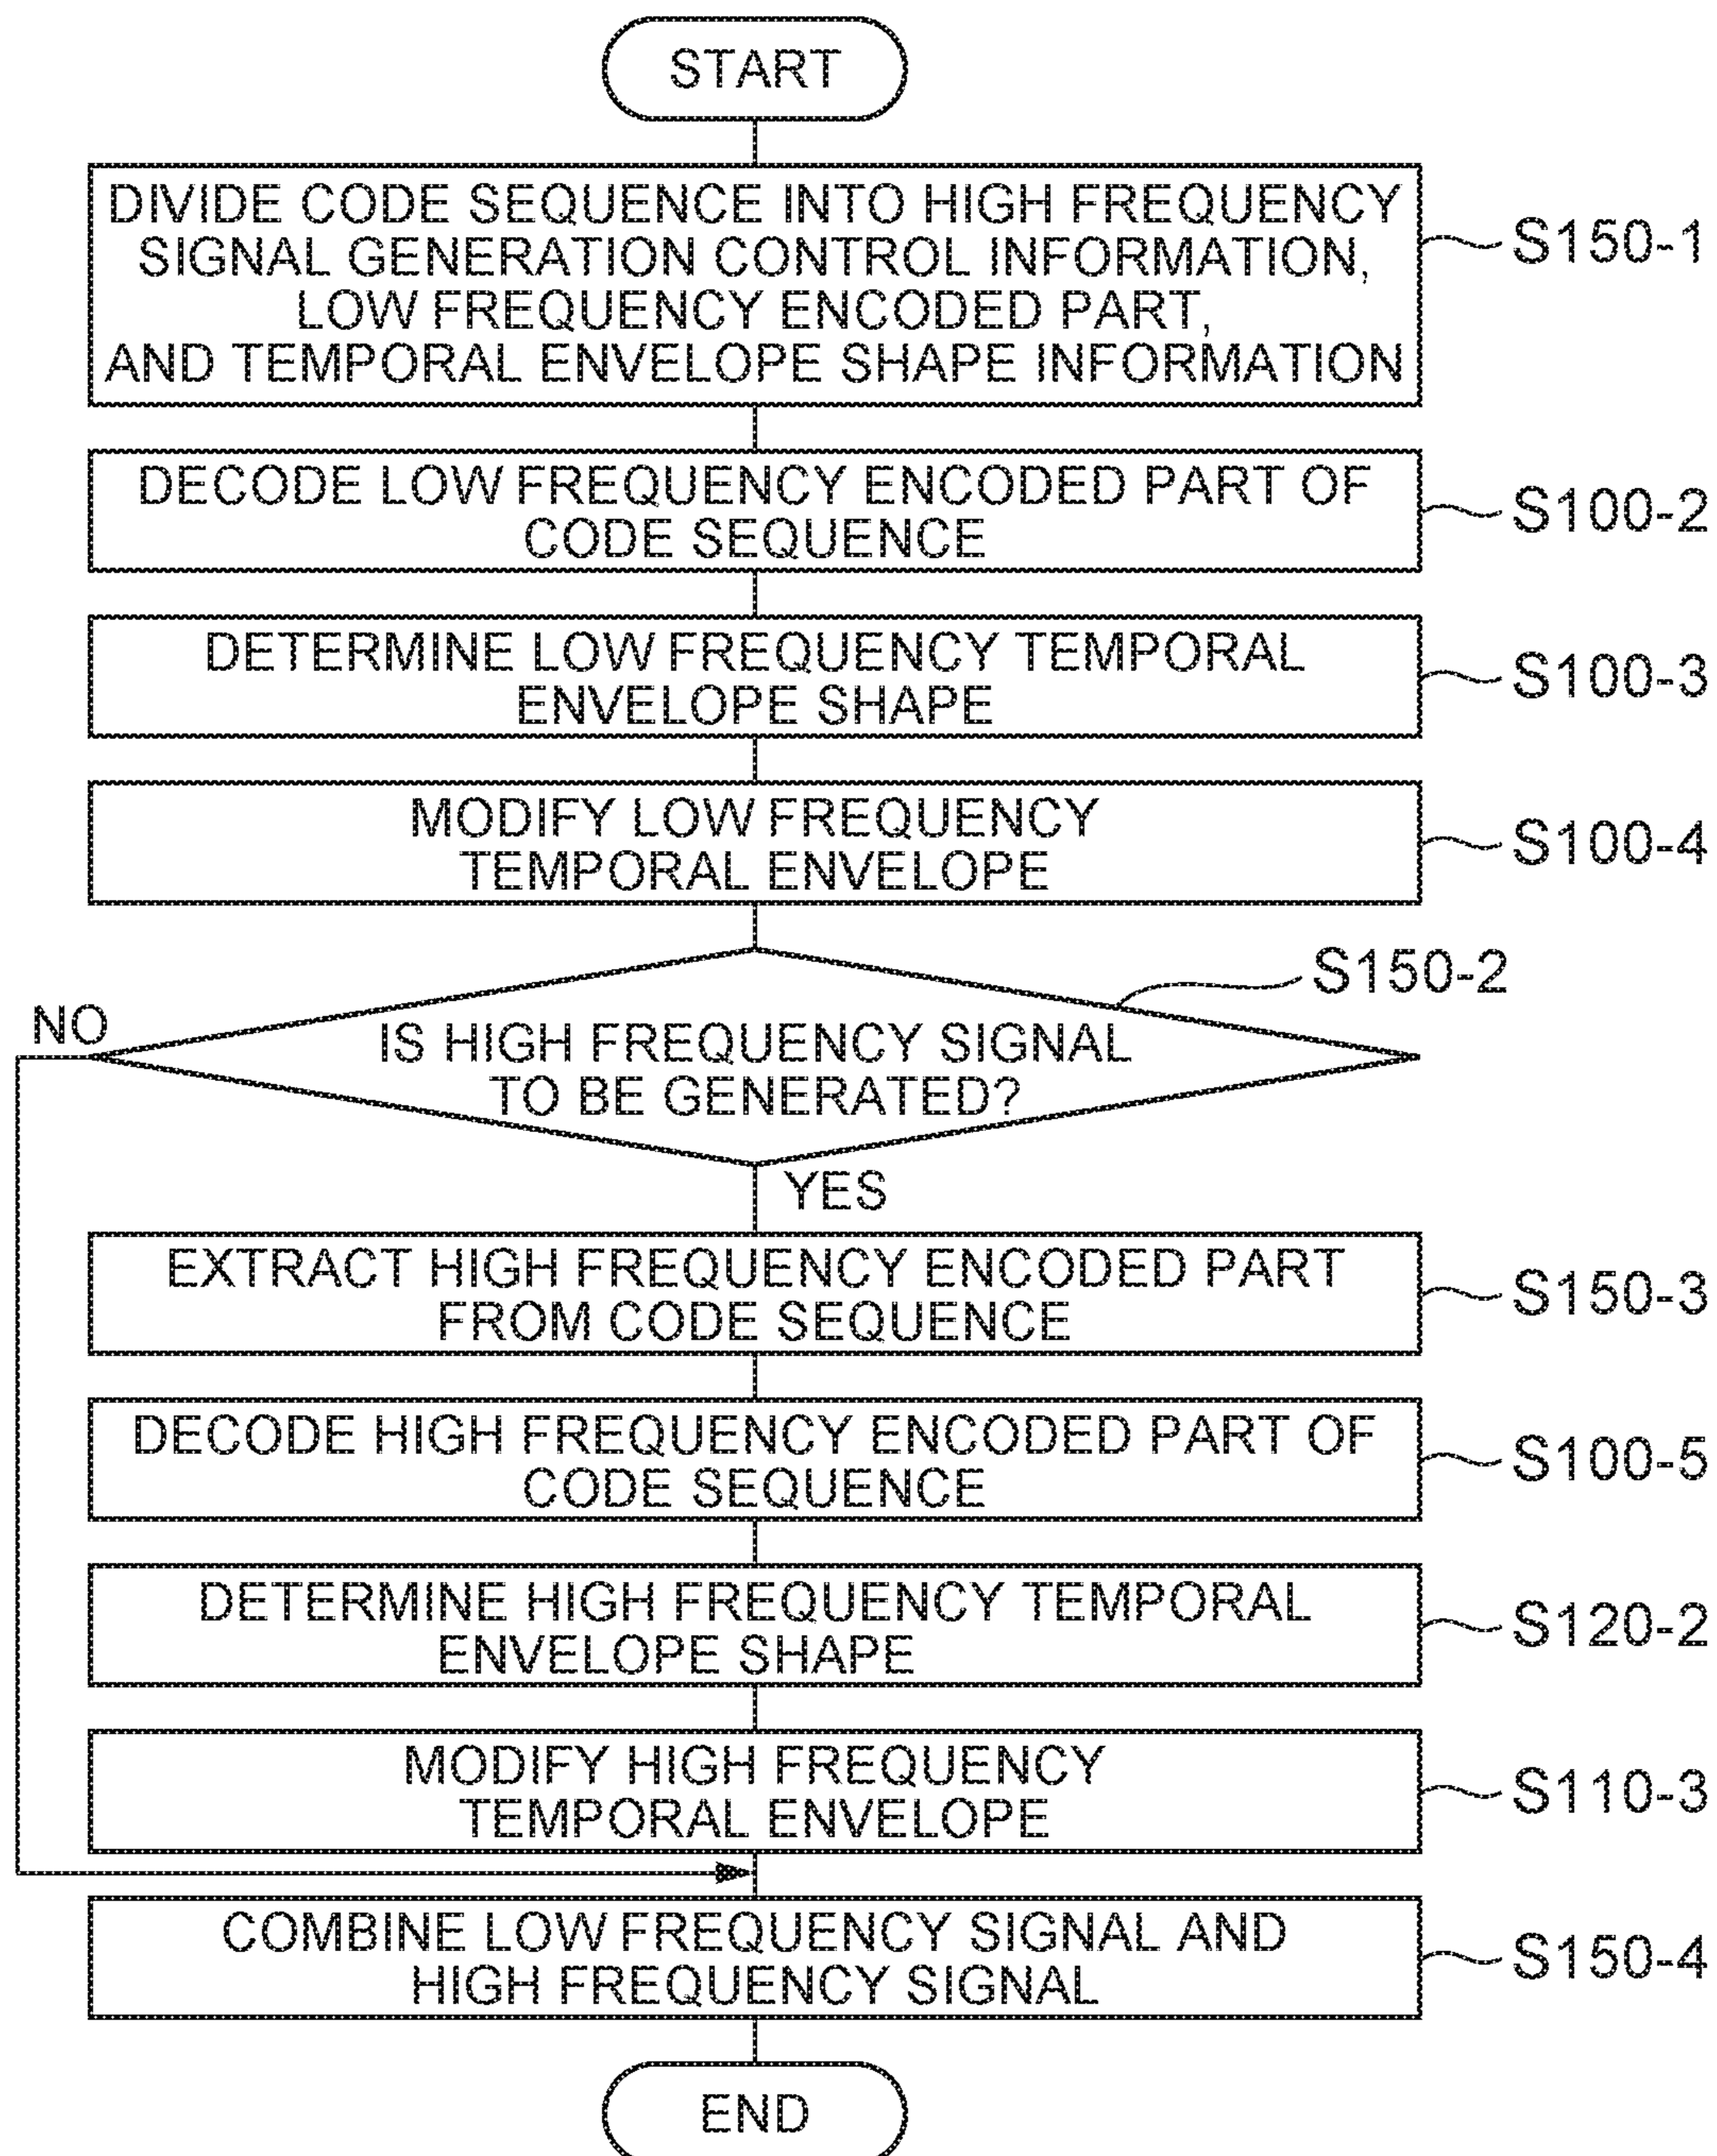 START
DIVIDE CODE SEQUENCE INTO HIGH FREQUENCY
SIGNAL GENERATION CONTROL INFORMATION,
LOW FREQUENCY ENCODED PART,
AND TEMPORAL ENVELOPE SHAPE INFORMATION
S150-1
DECODE LOW FREQUENCY ENCODED PART OF
CODE SEQUENCE
S100-2
DETERMINE LOW FREQUENCY TEMPORAL
ENVELOPE SHAPE
S100-3
MODIFY LOW FREQUENCY
TEMPORAL ENVELOPE
S100-4
S150-2
NO
IS HIGH FREQUENCY SIGNAL
TO BE GENERATED?
YES
EXTRACT HIGH FREQUENCY ENCODED PART
FROM CODE SEQUENCE
S150-3
DECODE HIGH FREQUENCY ENCODED PART OF
CODE SEQUENCE
S100-5
DETERMINE HIGH FREQUENCY TEMPORAL
ENVELOPE SHAPE
S120-2
MODIFY HIGH FREQUENCY
TEMPORAL ENVELOPE
S110-3
COMBINE LOW FREQUENCY SIGNAL AND
HIGH FREQUENCY SIGNAL
S150-4
END